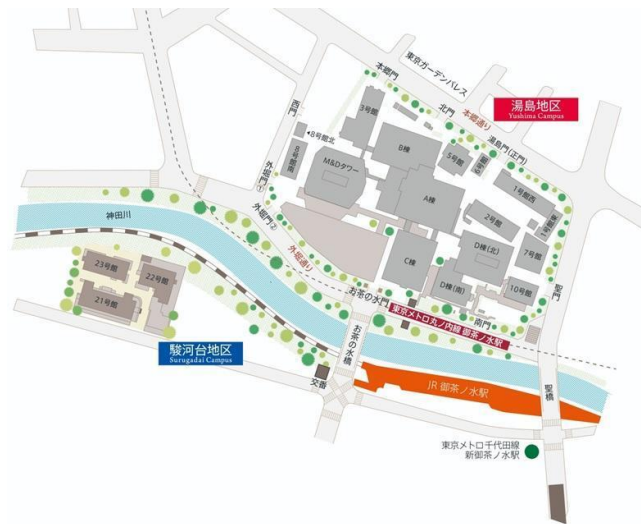 東京ガーデンパレス
本郷門
北門
本郷通り
湯島地区
Yushima Campus
湯島門(正門)
西門
3号館
◂8号館北
8号館南
B棟
5号館
M&Dタワー
外堀門①
外堀門②
A棟
1号館西
1号館東
2号館
7号館
D棟(北)
神田川
外堀通り
C棟
D棟(南)
10号館
聖門
23号館
22号館
21号館
お茶の水門
東京メトロ丸ノ内線 御茶ノ水駅
南門
駿河台地区
Surugadai Campus
お茶の水橋
交番
JR 御茶ノ水駅
聖橋
東京メトロ千代田線
新御茶ノ水駅